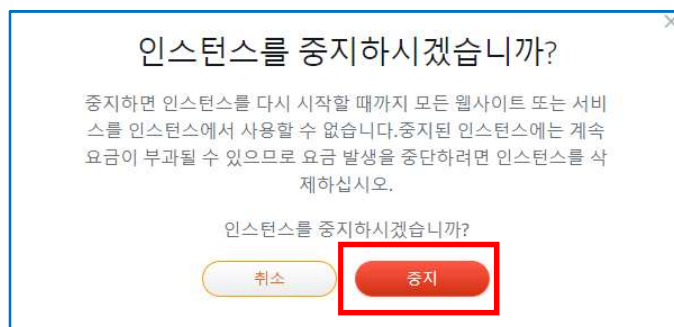 인스턴스를 중지하시겠습니까?
중지하면 인스턴스를 다시 시작할 때까지 모든 웹사이트 또는 서비
스를 인스턴스에서 사용할 수 없습니다.중지된 인스턴스에는 계속
요금이 부과될 수 있으므로 요금 발생을 중단하려면 인스턴스를 삭
제하십시오.
인스턴스를 중지하시겠습니까?
취소 중지